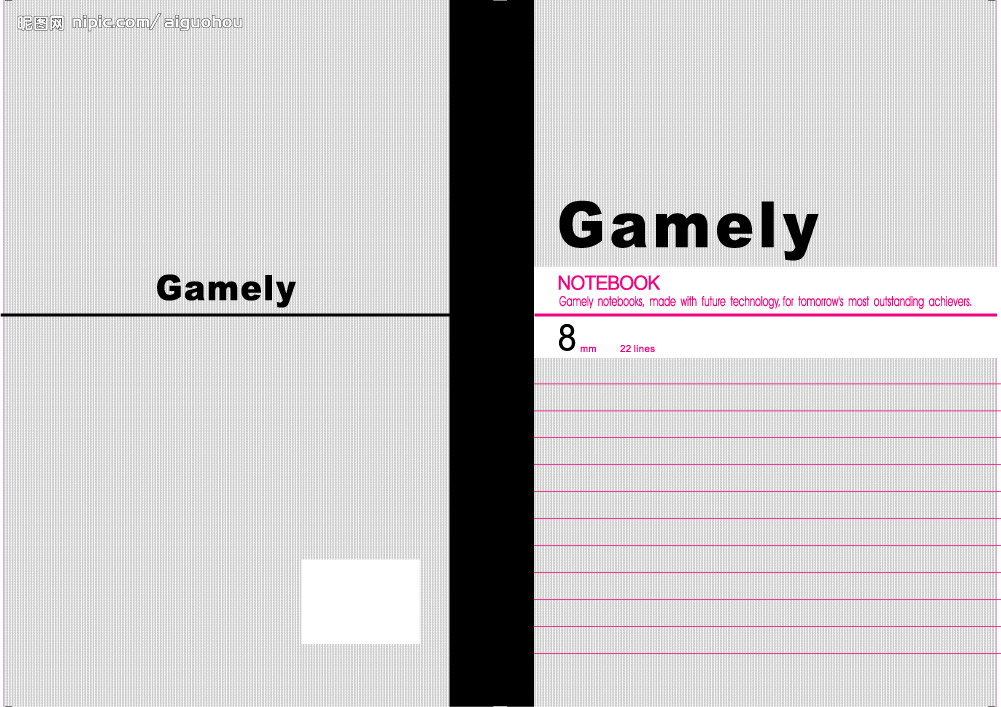 昵图网 nipic.com/aiguohou
Gamely
Gamely
NOTEBOOK
Gamely notebooks, made with future technology, for tomorrow's most outstanding achievers.
8 mm 22 lines